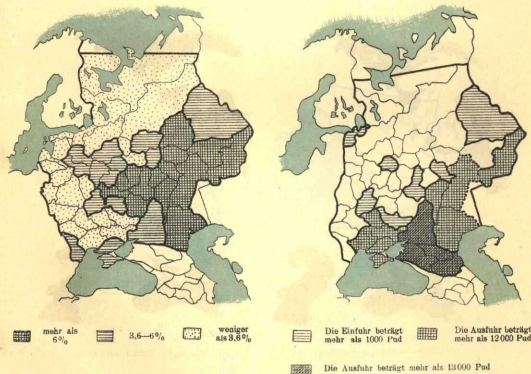 mehr als
6%
3,6—6%
weniger
als 3,6%
Die Einfuhr beträgt
mehr als 1000 Pud
Die Ausfuhr beträgt
mehr als 12000 Pud
Die Ausfuhr beträgt mehr als 13000 Pud